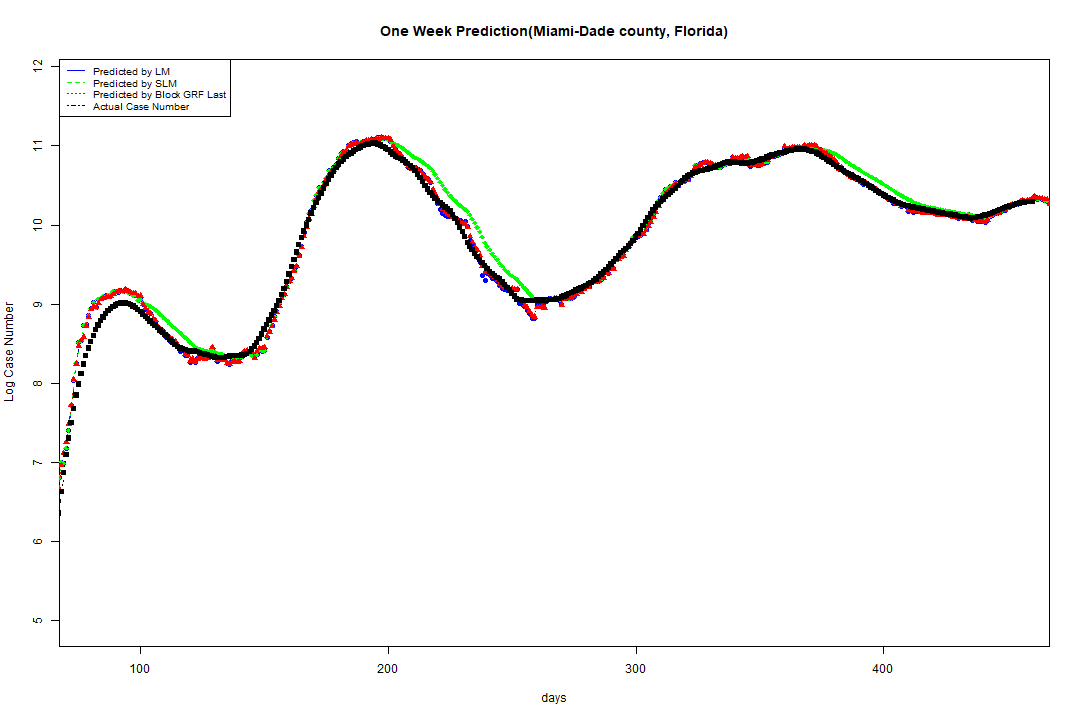 One Week Prediction(Miami-Dade county, Florida)
Predicted by LM
Predicted by SLM
Predicted by Block GRF Last
Actual Case Number
12
11
10
9
8
7
6
5
Log Case Number
100 200 300 400
days